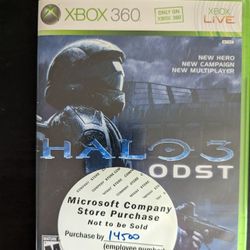 XBOX 360
ONLY ON
XBOX 360
XBOX
LIVE
NEW HERO
NEW CAMPAIGN
NEW MULTIPLAYER
HALO 3
ODST
Microsoft Company
Store Purchase
Not to be Sold
Purchase by 14500
(employee number)